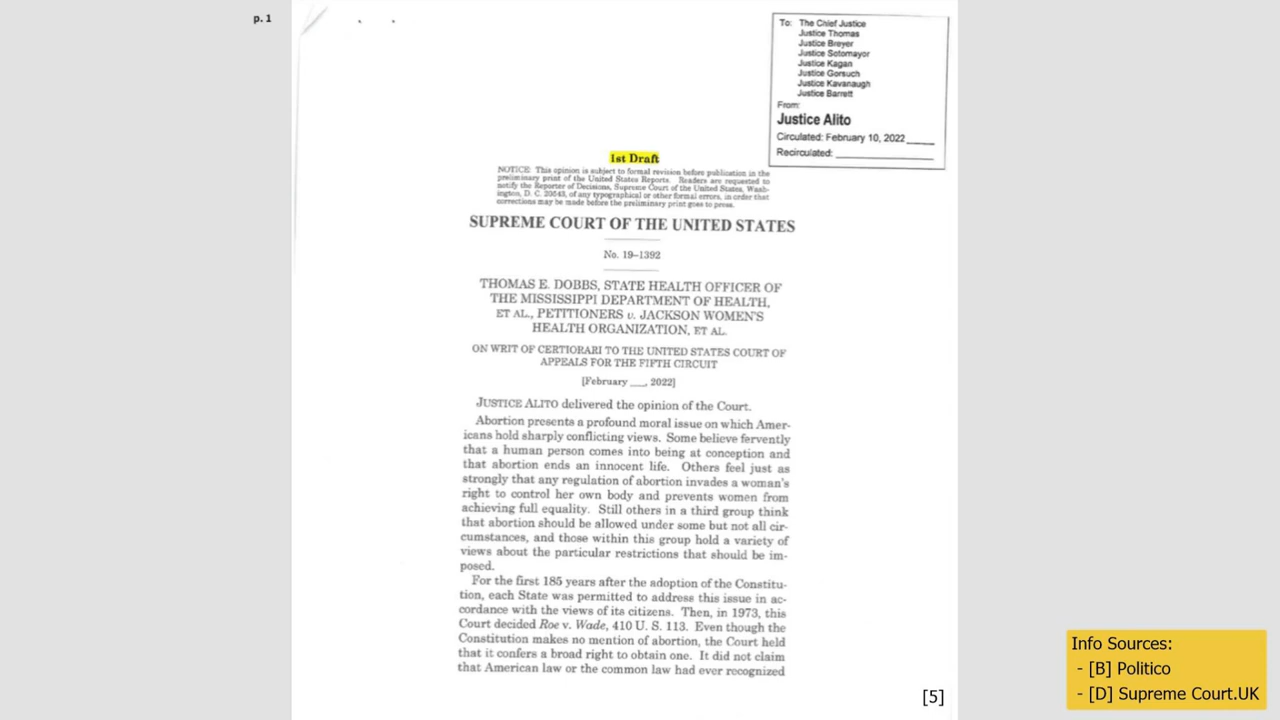 p. 1
To: The Chief Justice
Justice Thomas
Justice Breyer
Justice Sotomayor
Justice Kagan
Justice Gorsuch
Justice Kavanaugh
Justice Barrett
From:
Justice Alito
Circulated: February 10, 2022
Recirculated:
1st Draft
NOTICE: This opinion is subject to formal revision before publication in the
preliminary print of the United States Reports. Readers are requested to
notify the Reporter of Decisions, Supreme Court of the United States, Wash-
ington, D. C. 20543, of any typographical or other formal errors, in order that
corrections may be made before the preliminary print goes to press.
SUPREME COURT OF THE UNITED STATES
No. 19–1392
THOMAS E. DOBBS, STATE HEALTH OFFICER OF
THE MISSISSIPPI DEPARTMENT OF HEALTH,
ET AL., PETITIONERS v. JACKSON WOMEN'S
HEALTH ORGANIZATION, ET AL.
ON WRIT OF CERTIORARI TO THE UNITED STATES COURT OF
APPEALS FOR THE FIFTH CIRCUIT
[February ___, 2022]
JUSTICE ALITO delivered the opinion of the Court.
Abortion presents a profound moral issue on which Amer-
icans hold sharply conflicting views. Some believe fervently
that a human person comes into being at conception and
that abortion ends an innocent life. Others feel just as
strongly that any regulation of abortion invades a woman's
right to control her own body and prevents women from
achieving full equality. Still others in a third group think
that abortion should be allowed under some but not all cir-
cumstances, and those within this group hold a variety of
views about the particular restrictions that should be im-
posed.
For the first 185 years after the adoption of the Constitu-
tion, each State was permitted to address this issue in ac-
cordance with the views of its citizens. Then, in 1973, this
Court decided Roe v. Wade, 410 U. S. 113. Even though the
Constitution makes no mention of abortion, the Court held
that it confers a broad right to obtain one. It did not claim
that American law or the common law had ever recognized
[5]
Info Sources:
- [B] Politico
- [D] Supreme Court.UK